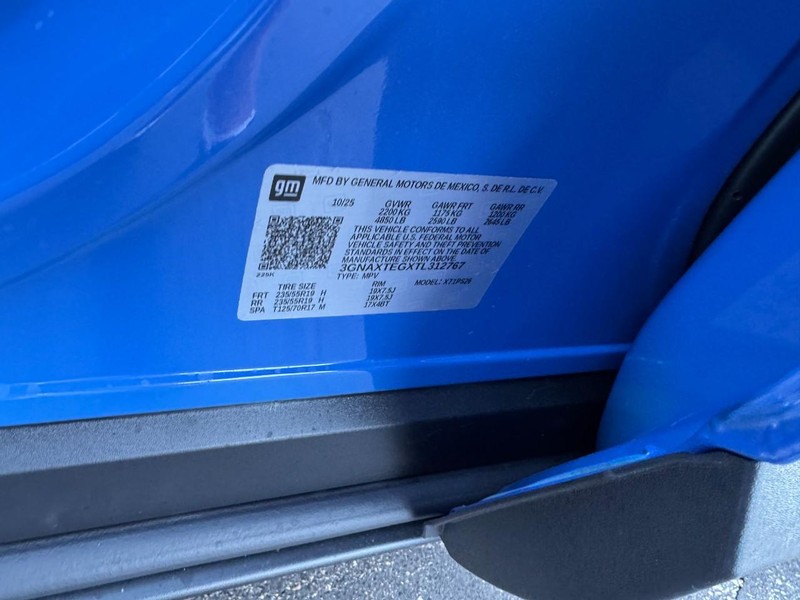 gm MFD BY GENERAL MOTORS DE MEXICO, S. DE R.L. DE C.V.
10/25 GVWR GAWR FRT GAWR RR
2200 KG 1175 KG 1200 KG
4850 LB 2590 LB 2645 LB
THIS VEHICLE CONFORMS TO ALL
APPLICABLE U.S. FEDERAL MOTOR
VEHICLE SAFETY AND THEFT PREVENTION
STANDARDS IN EFFECT ON THE DATE OF
MANUFACTURE SHOWN ABOVE.
3GNAXTEGXTL312767
TYPE: MPV MODEL: X71PS26
TIRE SIZE RIM
FRT 235/55R19 H 19X7.5J
RR 235/55R19 H 19X7.5J
SPA T125/70R17 M 17X4BT